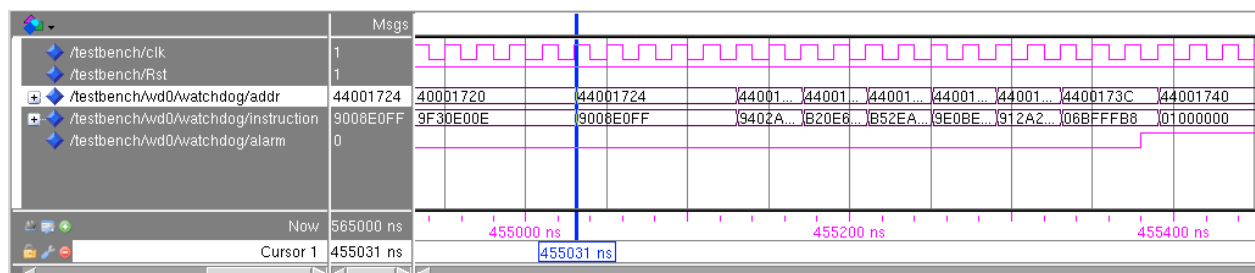 Msgs
/testbench/clk 1
/testbench/Rst 1
/testbench/wd0/watchdog/addr 44001724 40001720 44001724 44001... 44001... 44001... 44001... 44001... 4400173C 44001740
/testbench/wd0/watchdog/instruction 9008E0FF 9F30E00E 9008E0FF 9402A... B20E6... B52EA... 9E0BE... 912A2... 06BFFFB8 01000000
/testbench/wd0/watchdog/alarm 0
Now 565000 ns 455000 ns 455200 ns 455400 ns
Cursor 1 455031 ns 455031 ns